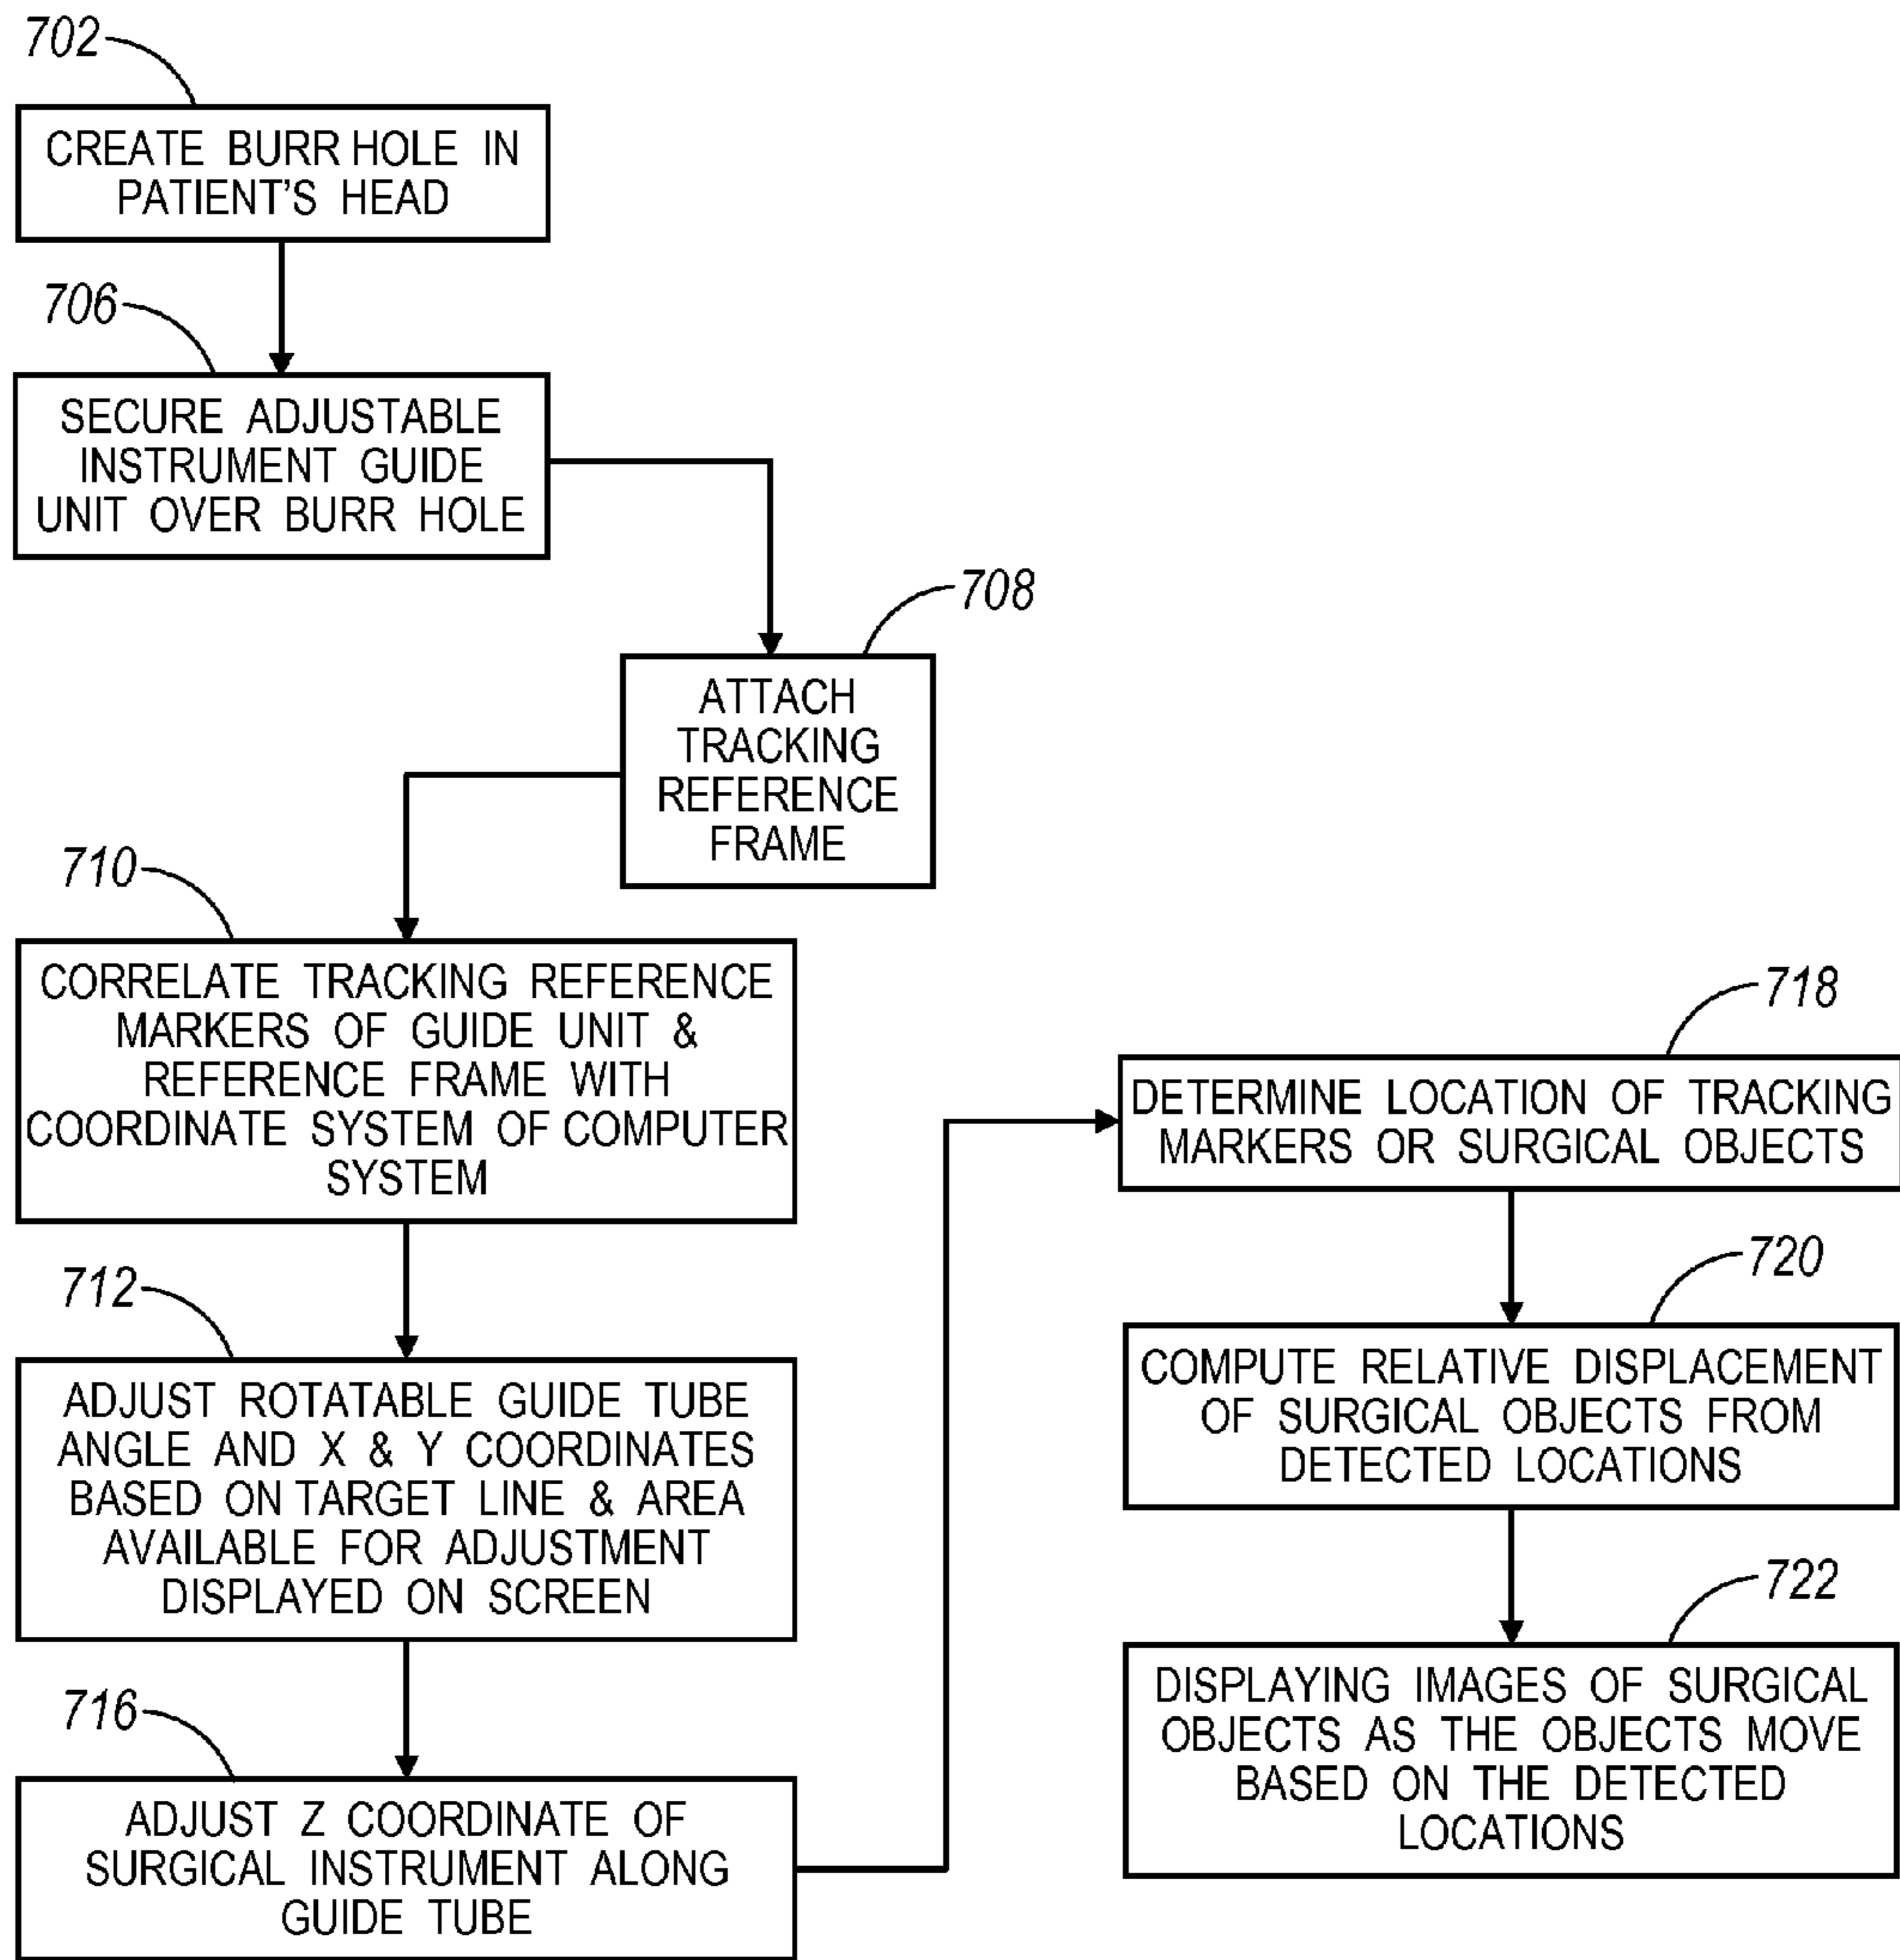 702
CREATE BURR HOLE IN
PATIENT'S HEAD
706
SECURE ADJUSTABLE
INSTRUMENT GUIDE
UNIT OVER BURR HOLE
708
ATTACH
TRACKING
REFERENCE
FRAME
710
CORRELATE TRACKING REFERENCE
MARKERS OF GUIDE UNIT &
REFERENCE FRAME WITH
COORDINATE SYSTEM OF COMPUTER
SYSTEM
712
ADJUST ROTATABLE GUIDE TUBE
ANGLE AND X & Y COORDINATES
BASED ON TARGET LINE & AREA
AVAILABLE FOR ADJUSTMENT
DISPLAYED ON SCREEN
716
ADJUST Z COORDINATE OF
SURGICAL INSTRUMENT ALONG
GUIDE TUBE
718
DETERMINE LOCATION OF TRACKING
MARKERS OR SURGICAL OBJECTS
720
COMPUTE RELATIVE DISPLACEMENT
OF SURGICAL OBJECTS FROM
DETECTED LOCATIONS
722
DISPLAYING IMAGES OF SURGICAL
OBJECTS AS THE OBJECTS MOVE
BASED ON THE DETECTED
LOCATIONS